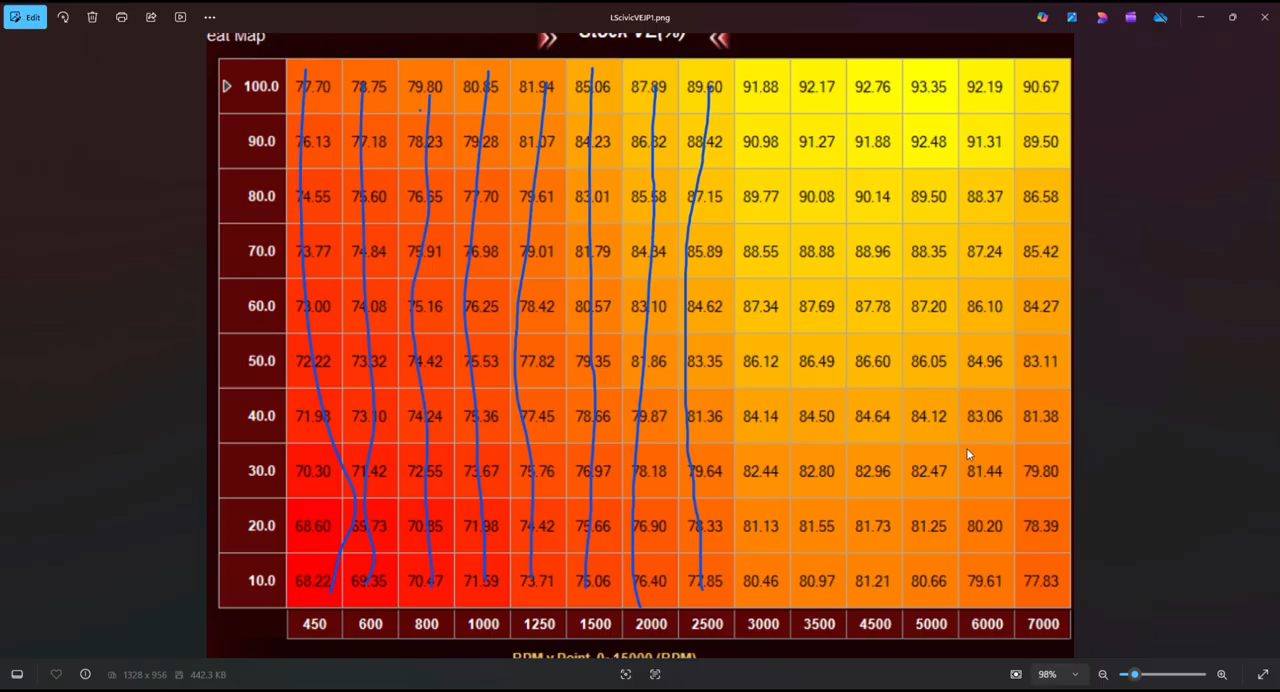 Edit
LScivicVEJP1.png
eat Map
Stock VE(%)
100.0 77.70 78.75 79.80 80.85 81.94 85.06 87.89 89.60 91.88 92.17 92.76 93.35 92.19 90.67
90.0 76.13 77.18 78.23 79.28 81.07 84.23 86.82 88.42 90.98 91.27 91.88 92.48 91.31 89.50
80.0 74.55 75.60 76.65 77.70 79.61 83.01 85.58 87.15 89.77 90.08 90.14 89.50 88.37 86.58
70.0 73.77 74.84 75.91 76.98 79.01 81.79 84.34 85.89 88.55 88.88 88.96 88.35 87.24 85.42
60.0 73.00 74.08 75.16 76.25 78.42 80.57 83.10 84.62 87.34 87.69 87.78 87.20 86.10 84.27
50.0 72.22 73.32 74.42 75.53 77.82 79.35 81.86 83.35 86.12 86.49 86.60 86.05 84.96 83.11
40.0 71.93 73.10 74.24 75.36 77.45 78.66 79.87 81.36 84.14 84.50 84.64 84.12 83.06 81.38
30.0 70.30 71.42 72.55 73.67 75.76 76.97 78.18 79.64 82.44 82.80 82.96 82.47 81.44 79.80
20.0 68.60 69.73 70.85 71.98 74.42 75.66 76.90 78.33 81.13 81.55 81.73 81.25 80.20 78.39
10.0 68.22 69.35 70.47 71.59 73.71 75.06 76.40 77.85 80.46 80.97 81.21 80.66 79.61 77.83
450 600 800 1000 1250 1500 2000 2500 3000 3500 4500 5000 6000 7000
RPM v Point 0- 15000 (RPM)
1328 x 956 442.3 KB 98%